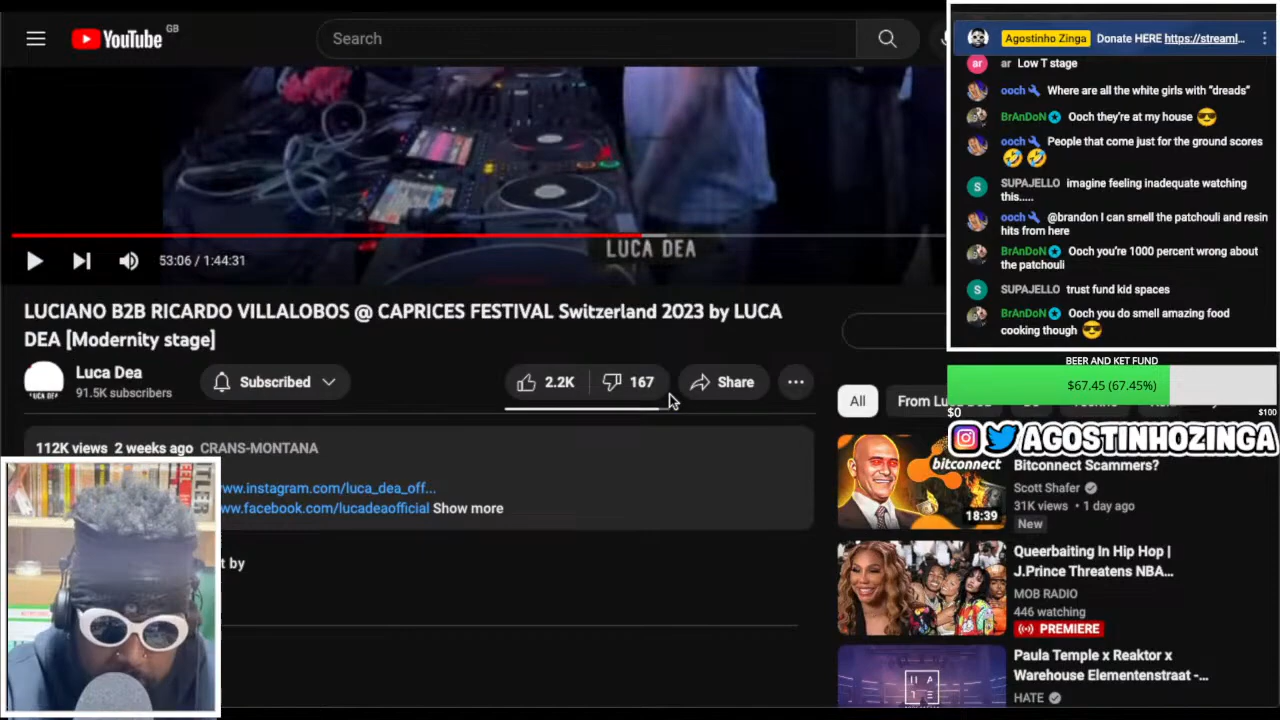 YouTube GB
Search
LUCA DEA
53:06 / 1:44:31
LUCIANO B2B RICARDO VILLALOBOS @ CAPRICES FESTIVAL Switzerland 2023 by LUCA
DEA [Modernity stage]
Luca Dea
91.5K subscribers
Subscribed
2.2K
167
Share
112K views 2 weeks ago CRANS-MONTANA
ww.instagram.com/luca_dea_off...
ww.facebook.com/lucadeaofficial Show more
t by
Agostinho Zinga Donate HERE https://streaml...
ar ar Low T stage
ooch Where are all the white girls with “dreads”
BrAnDoN Ooch they’re at my house
ooch People that come just for the ground scores
S SUPAJELLO imagine feeling inadequate watching
this.....
ooch @brandon I can smell the patchouli and resin
hits from here
BrAnDoN Ooch you’re 1000 percent wrong about
the patchouli
S SUPAJELLO trust fund kid spaces
BrAnDoN Ooch you do smell amazing food
cooking though
BEER AND KET FUND
$67.45 (67.45%)
$0 $100
AGOSTINHOZINGA
All
From Lu
bitconnect
18:39
Bitconnect Scammers?
Scott Shafer
31K views • 1 day ago
New
Queerbaiting In Hip Hop |
J.Prince Threatens NBA...
MOB RADIO
446 watching
PREMIERE
Paula Temple x Reaktor x
Warehouse Elementenstraat -...
HATE
HATE